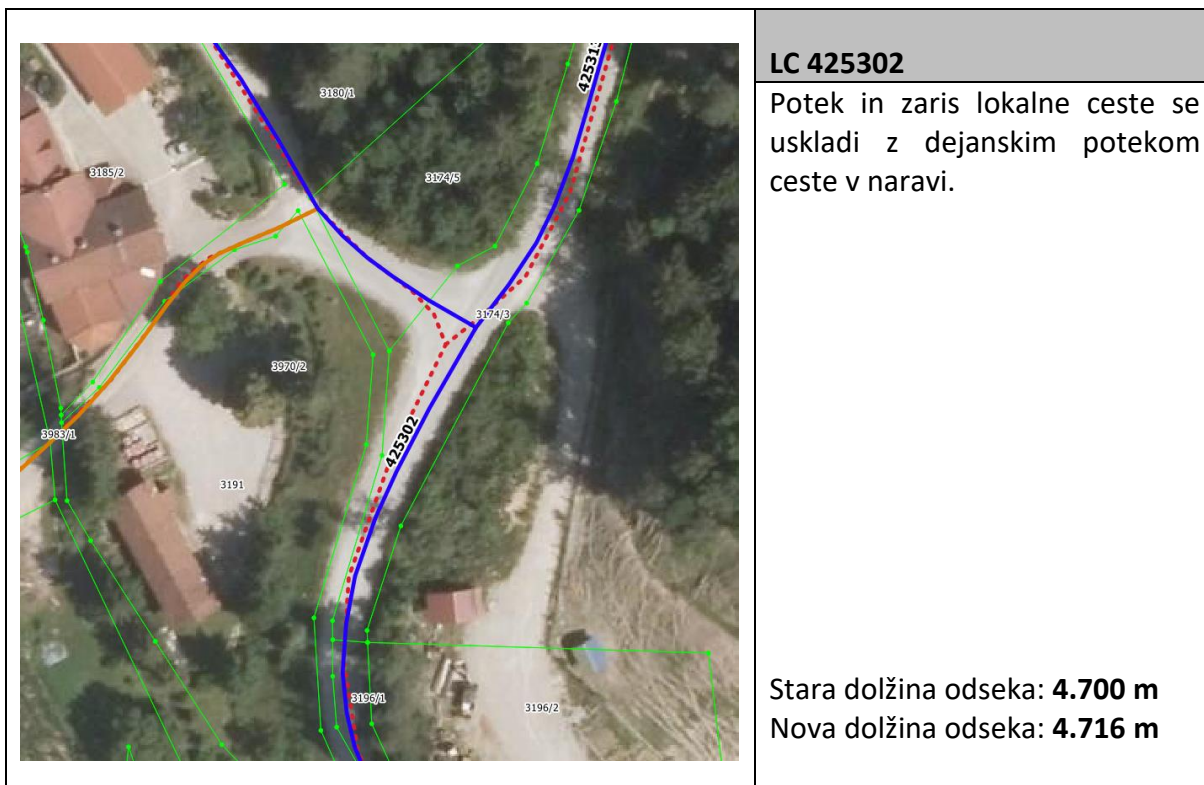 3180/1
3185/2
3174/5
3174/3
3970/2
425302
3983/1
3191
3196/1
3196/2
LC 425302
Potek in zaris lokalne ceste se
uskladi z dejanskim potekom
ceste v naravi.
Stara dolžina odseka: 4.700 m
Nova dolžina odseka: 4.716 m